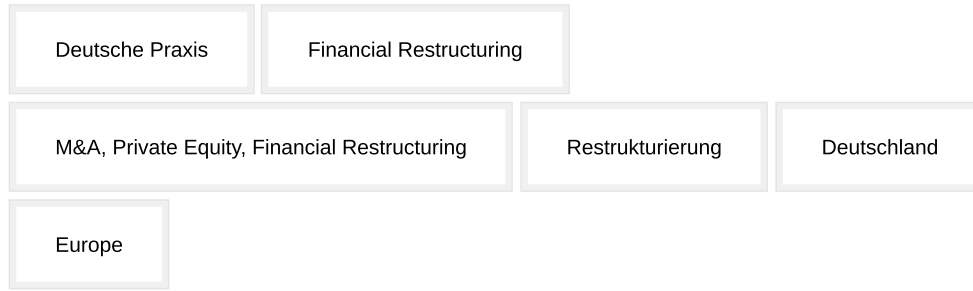 Deutsche Praxis Financial Restructuring
M&A, Private Equity, Financial Restructuring Restrukturierung Deutschland
Europe